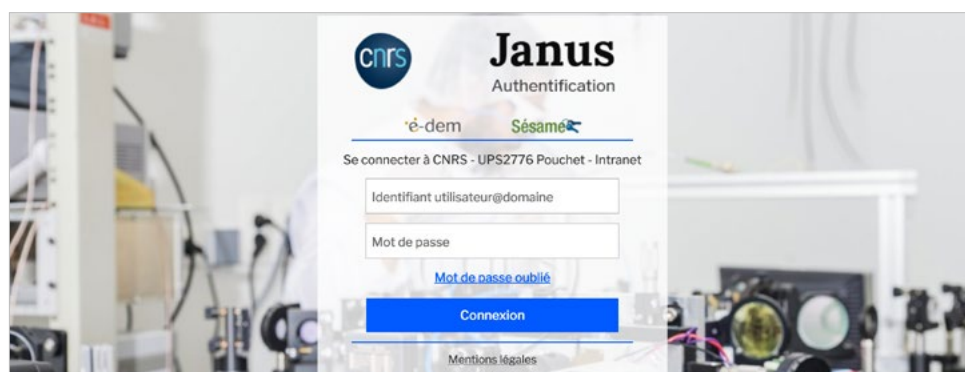 cnrs
Janus
Authentification
é-dem
Sésame
Se connecter à CNRS - UPS2776 Pouchet - Intranet
Identifiant utilisateur@domaine
Mot de passe
Mot de passe oublié
Connexion
Mentions légales